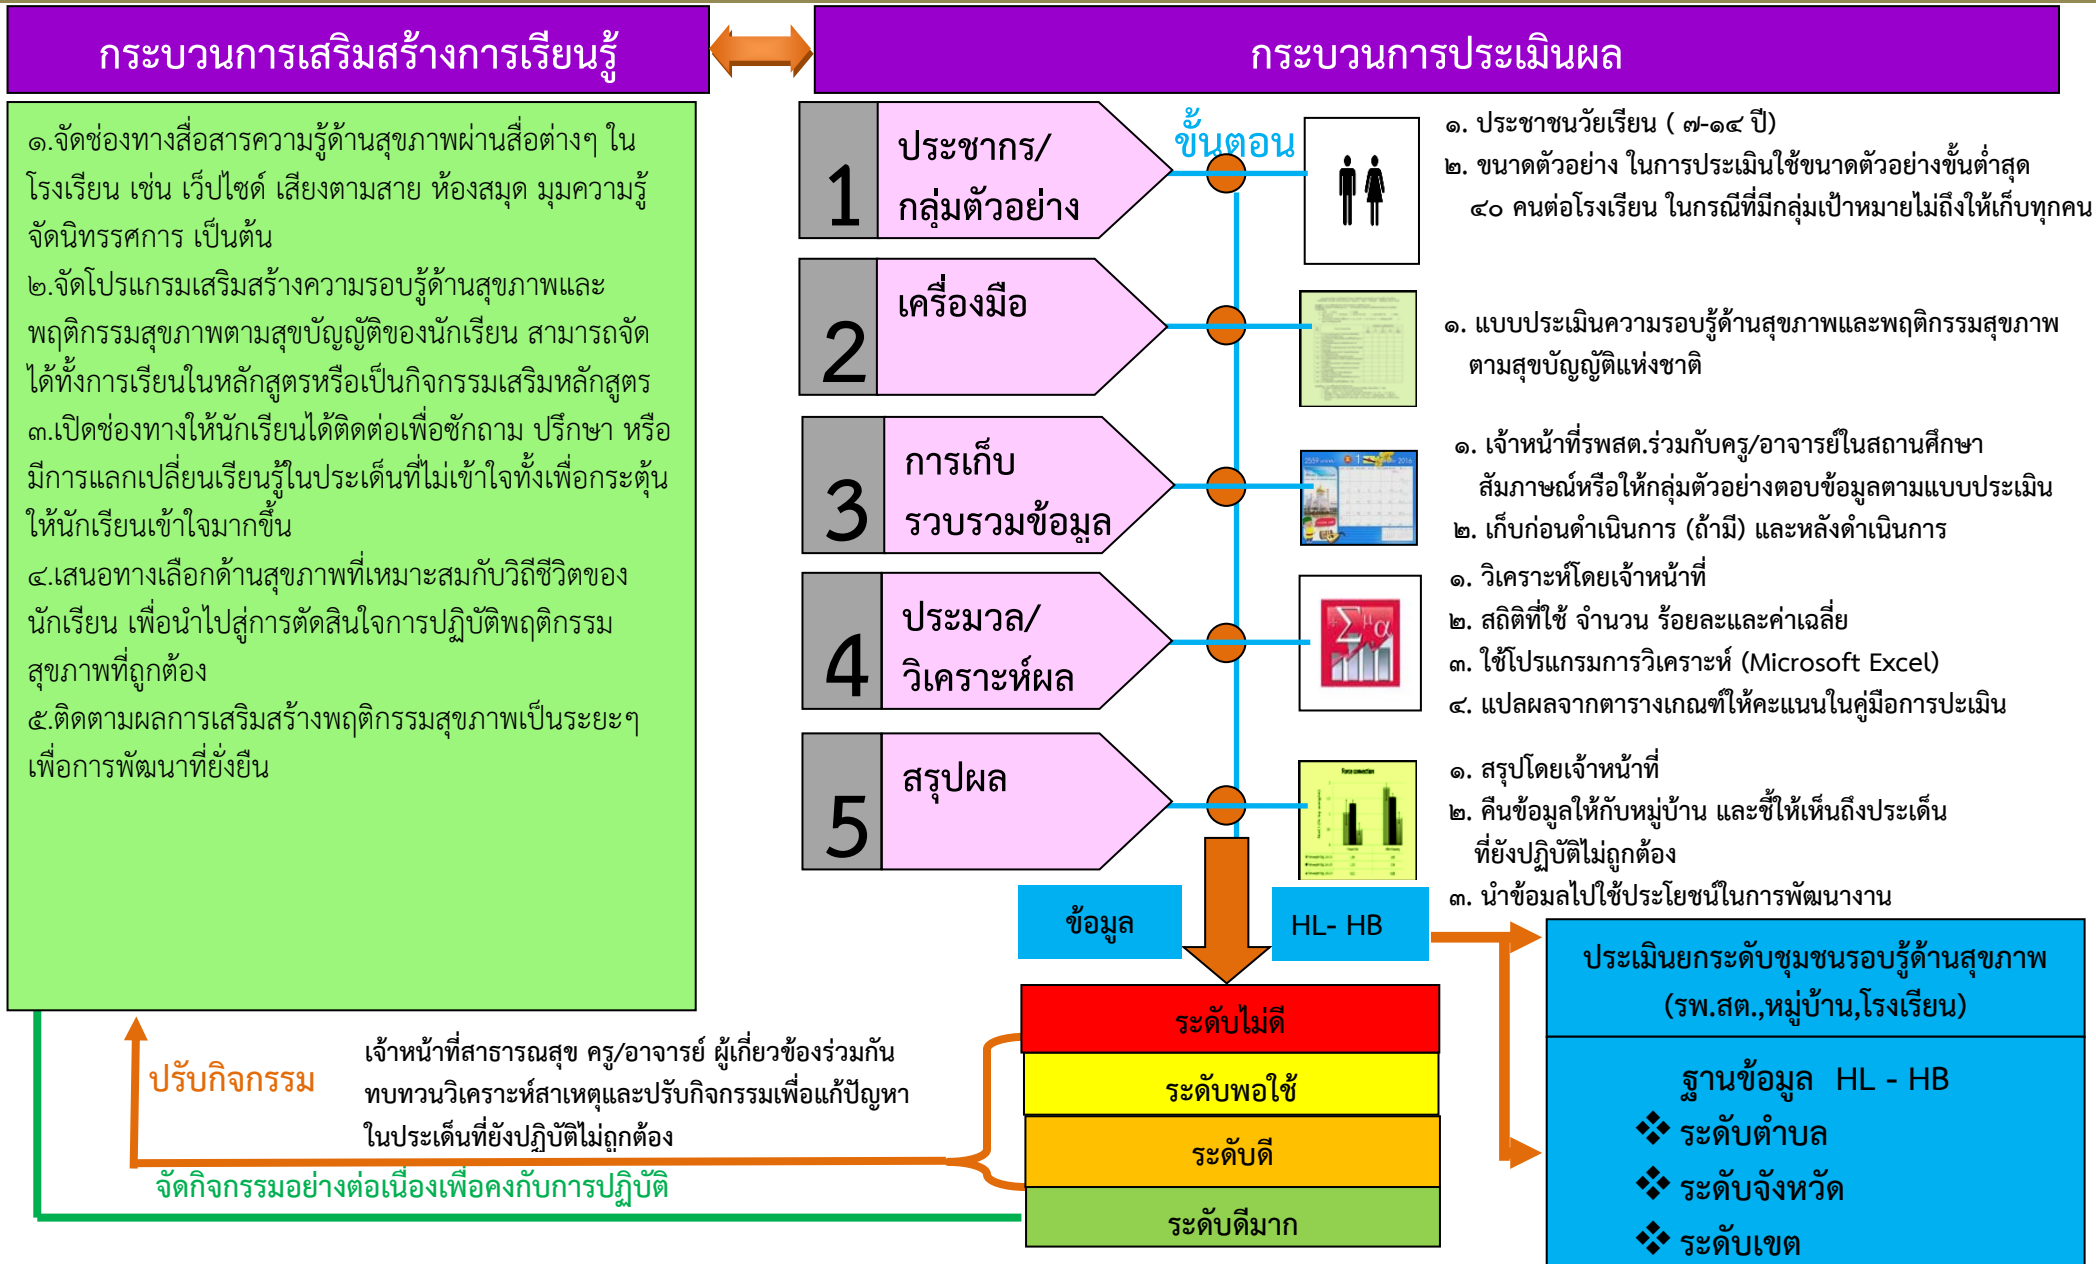 กระบวนการเสริมสร้างการเรียนรู้
กระบวนการประเมินผล
๑.จัดช่องทางสื่อสารความรู้ด้านสุขภาพผ่านสื่อต่างๆ ใน
โรงเรียน เช่น เว็ปไซด์ เสียงตามสาย ห้องสมุด มุมความรู้
จัดนิทรรศการ เป็นต้น
๒.จัดโปรแกรมเสริมสร้างความรอบรู้ด้านสุขภาพและ
พฤติกรรมสุขภาพตามสุขบัญญัติของนักเรียน สามารถจัด
ได้ทั้งการเรียนในหลักสูตรหรือเป็นกิจกรรมเสริมหลักสูตร
๓.เปิดช่องทางให้นักเรียนได้ติดต่อเพื่อซักถาม ปรึกษา หรือ
มีการแลกเปลี่ยนเรียนรู้ในประเด็นที่ไม่เข้าใจทั้งเพื่อกระตุ้น
ให้นักเรียนเข้าใจมากขึ้น
๔.เสนอทางเลือกด้านสุขภาพที่เหมาะสมกับวิถีชีวิตของ
นักเรียน เพื่อนำไปสู่การตัดสินใจการปฏิบัติพฤติกรรม
สุขภาพที่ถูกต้อง
๕.ติดตามผลการเสริมสร้างพฤติกรรมสุขภาพเป็นระยะๆ
เพื่อการพัฒนาที่ยั่งยืน
ขั้นตอน
1
ประชากร/
กลุ่มตัวอย่าง
๑. ประชาชนวัยเรียน ( ๗-๑๔ ปี)
๒. ขนาดตัวอย่าง ในการประเมินใช้ขนาดตัวอย่างขั้นต่ำสุด
๔๐ คนต่อโรงเรียน ในกรณีที่มีกลุ่มเป้าหมายไม่ถึงให้เก็บทุกคน
2
เครื่องมือ
๑. แบบประเมินความรอบรู้ด้านสุขภาพและพฤติกรรมสุขภาพ
ตามสุขบัญญัติแห่งชาติ
3
การเก็บ
รวบรวมข้อมูล
2559
1
2016
๑. เจ้าหน้าที่รพสต.ร่วมกับครู/อาจารย์ในสถานศึกษา
สัมภาษณ์หรือให้กลุ่มตัวอย่างตอบข้อมูลตามแบบประเมิน
๒. เก็บก่อนดำเนินการ (ถ้ามี) และหลังดำเนินการ
4
ประมวล/
วิเคราะห์ผล
Σ μ α
๑. วิเคราะห์โดยเจ้าหน้าที่
๒. สถิติที่ใช้ จำนวน ร้อยละและค่าเฉลี่ย
๓. ใช้โปรแกรมการวิเคราะห์ (Microsoft Excel)
๔. แปลผลจากตารางเกณฑ์ให้คะแนนในคู่มือการปะเมิน
5
สรุปผล
Force convection
๑. สรุปโดยเจ้าหน้าที่
๒. คืนข้อมูลให้กับหมู่บ้าน และชี้ให้เห็นถึงประเด็น
ที่ยังปฏิบัติไม่ถูกต้อง
๓. นำข้อมูลไปใช้ประโยชน์ในการพัฒนางาน
ข้อมูล
HL- HB
ระดับไม่ดี
ระดับพอใช้
ระดับดี
ระดับดีมาก
ประเมินยกระดับชุมชนรอบรู้ด้านสุขภาพ
(รพ.สต.,หมู่บ้าน,โรงเรียน)
ฐานข้อมูล HL - HB
❖ ระดับตำบล
❖ ระดับจังหวัด
❖ ระดับเขต
ปรับกิจกรรม
เจ้าหน้าที่สาธารณสุข ครู/อาจารย์ ผู้เกี่ยวข้องร่วมกัน
ทบทวนวิเคราะห์สาเหตุและปรับกิจกรรมเพื่อแก้ปัญหา
ในประเด็นที่ยังปฏิบัติไม่ถูกต้อง
จัดกิจกรรมอย่างต่อเนื่องเพื่อคงกับการปฏิบัติ